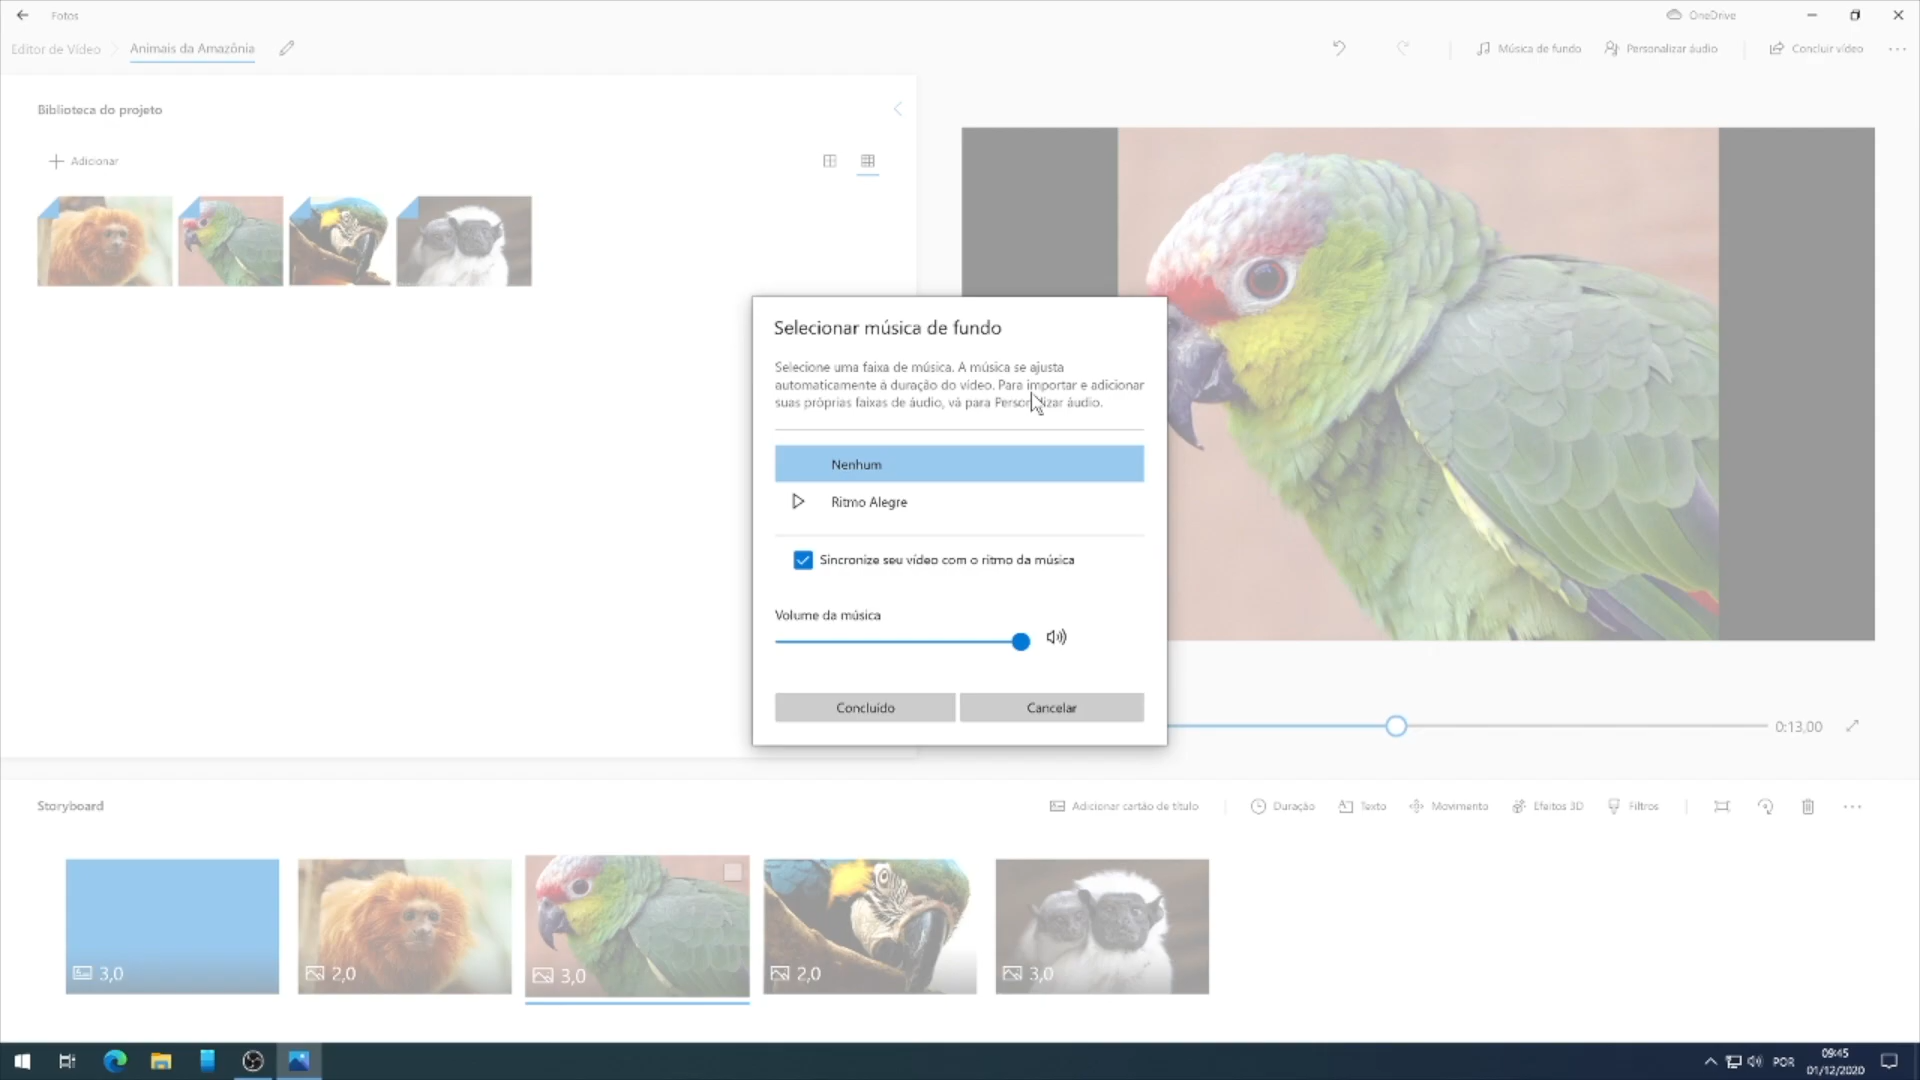 Fotos
OneDrive
Editor de Vídeo
Animais da Amazônia
Música de fundo
Personalizar áudio
Concluir vídeo
Biblioteca do projeto
Adicionar
Selecionar música de fundo
Selecione uma faixa de música. A música se ajusta
automaticamente à duração do vídeo. Para importar e adicionar
suas próprias faixas de áudio, vá para Personalizar áudio.
Nenhum
Ritmo Alegre
Sincronize seu vídeo com o ritmo da música
Volume da música
Concluído
Cancelar
0:13,00
Storyboard
Adicionar cartão de título
Duração
Texto
Movimento
Efeitos 3D
Filtros
3,0
2,0
3,0
2,0
3,0
POR
09:45
01/12/2020